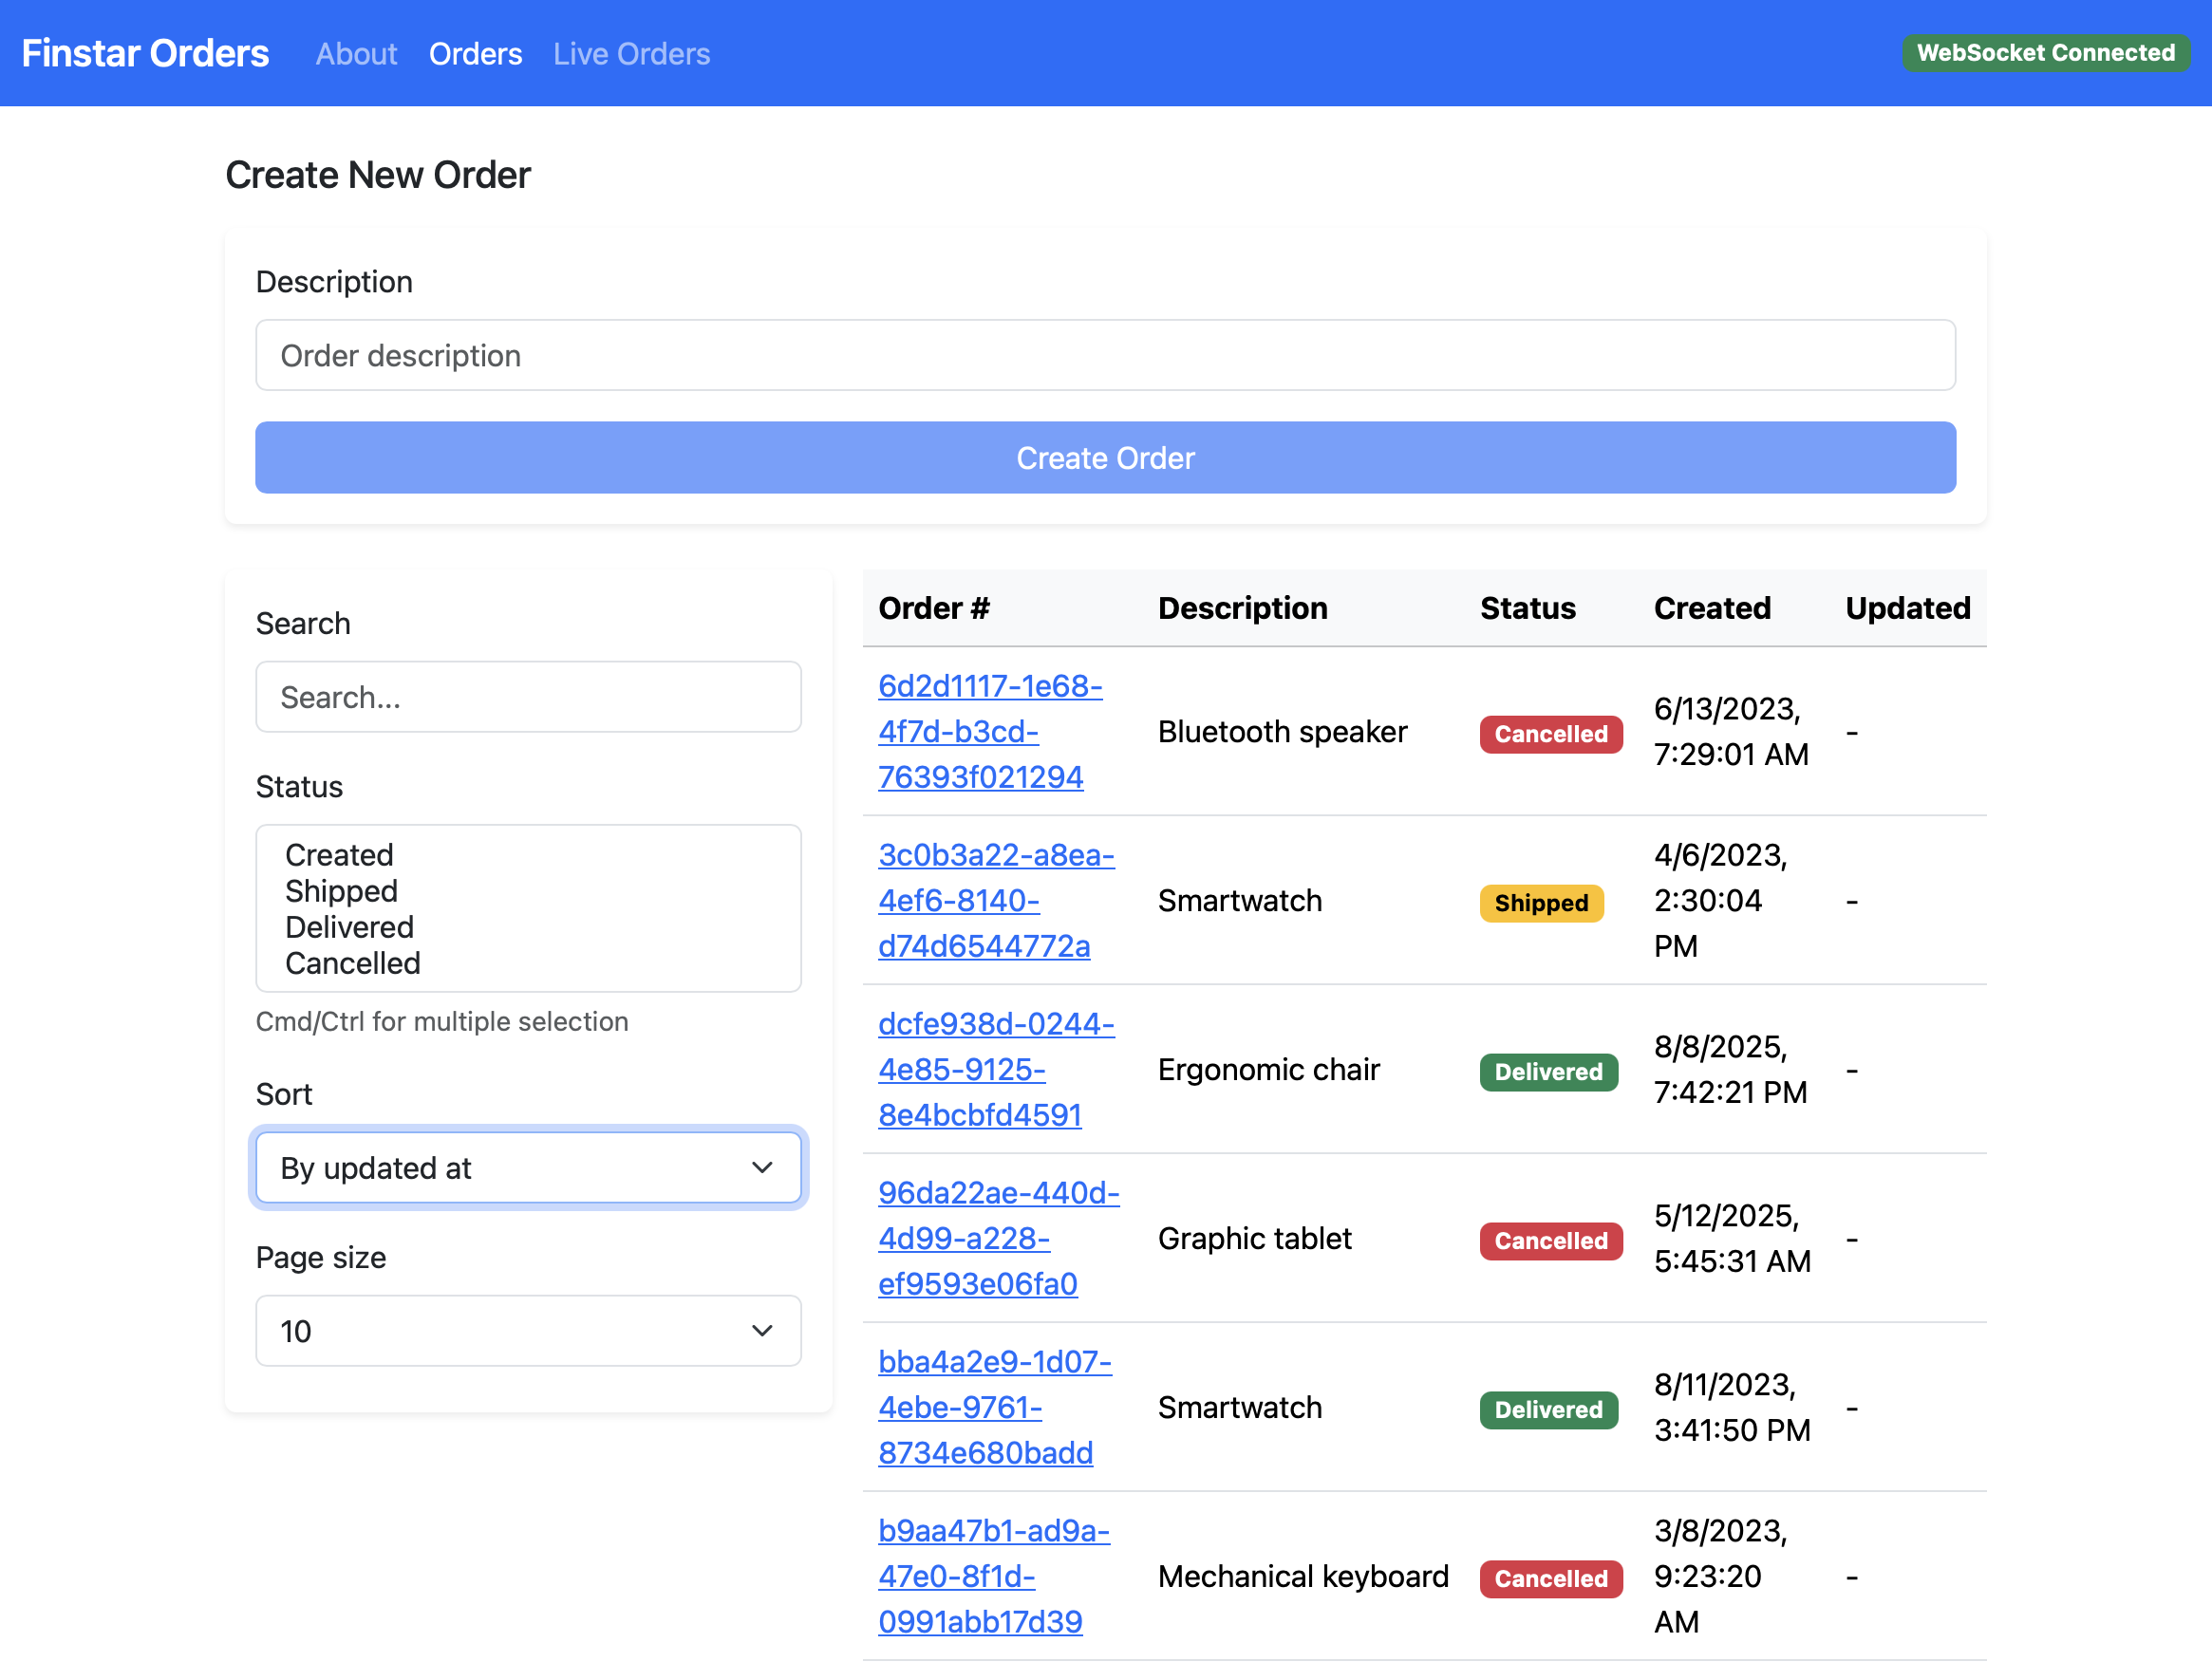 Finstar Orders About Orders Live Orders WebSocket Connected
Create New Order
Description
Order description
Create Order
Search
Search...
Status
Created
Shipped
Delivered
Cancelled
Cmd/Ctrl for multiple selection
Sort
By updated at
Page size
10
Order # Description Status Created Updated
6d2d1117-1e68-
4f7d-b3cd-
76393f021294
Bluetooth speaker
Cancelled
6/13/2023,
7:29:01 AM
-
3c0b3a22-a8ea-
4ef6-8140-
d74d6544772a
Smartwatch
Shipped
4/6/2023,
2:30:04
PM
-
dcfe938d-0244-
4e85-9125-
8e4bcbfd4591
Ergonomic chair
Delivered
8/8/2025,
7:42:21 PM
-
96da22ae-440d-
4d99-a228-
ef9593e06fa0
Graphic tablet
Cancelled
5/12/2025,
5:45:31 AM
-
bba4a2e9-1d07-
4ebe-9761-
8734e680badd
Smartwatch
Delivered
8/11/2023,
3:41:50 PM
-
b9aa47b1-ad9a-
47e0-8f1d-
0991abb17d39
Mechanical keyboard
Cancelled
3/8/2023,
9:23:20
AM
-